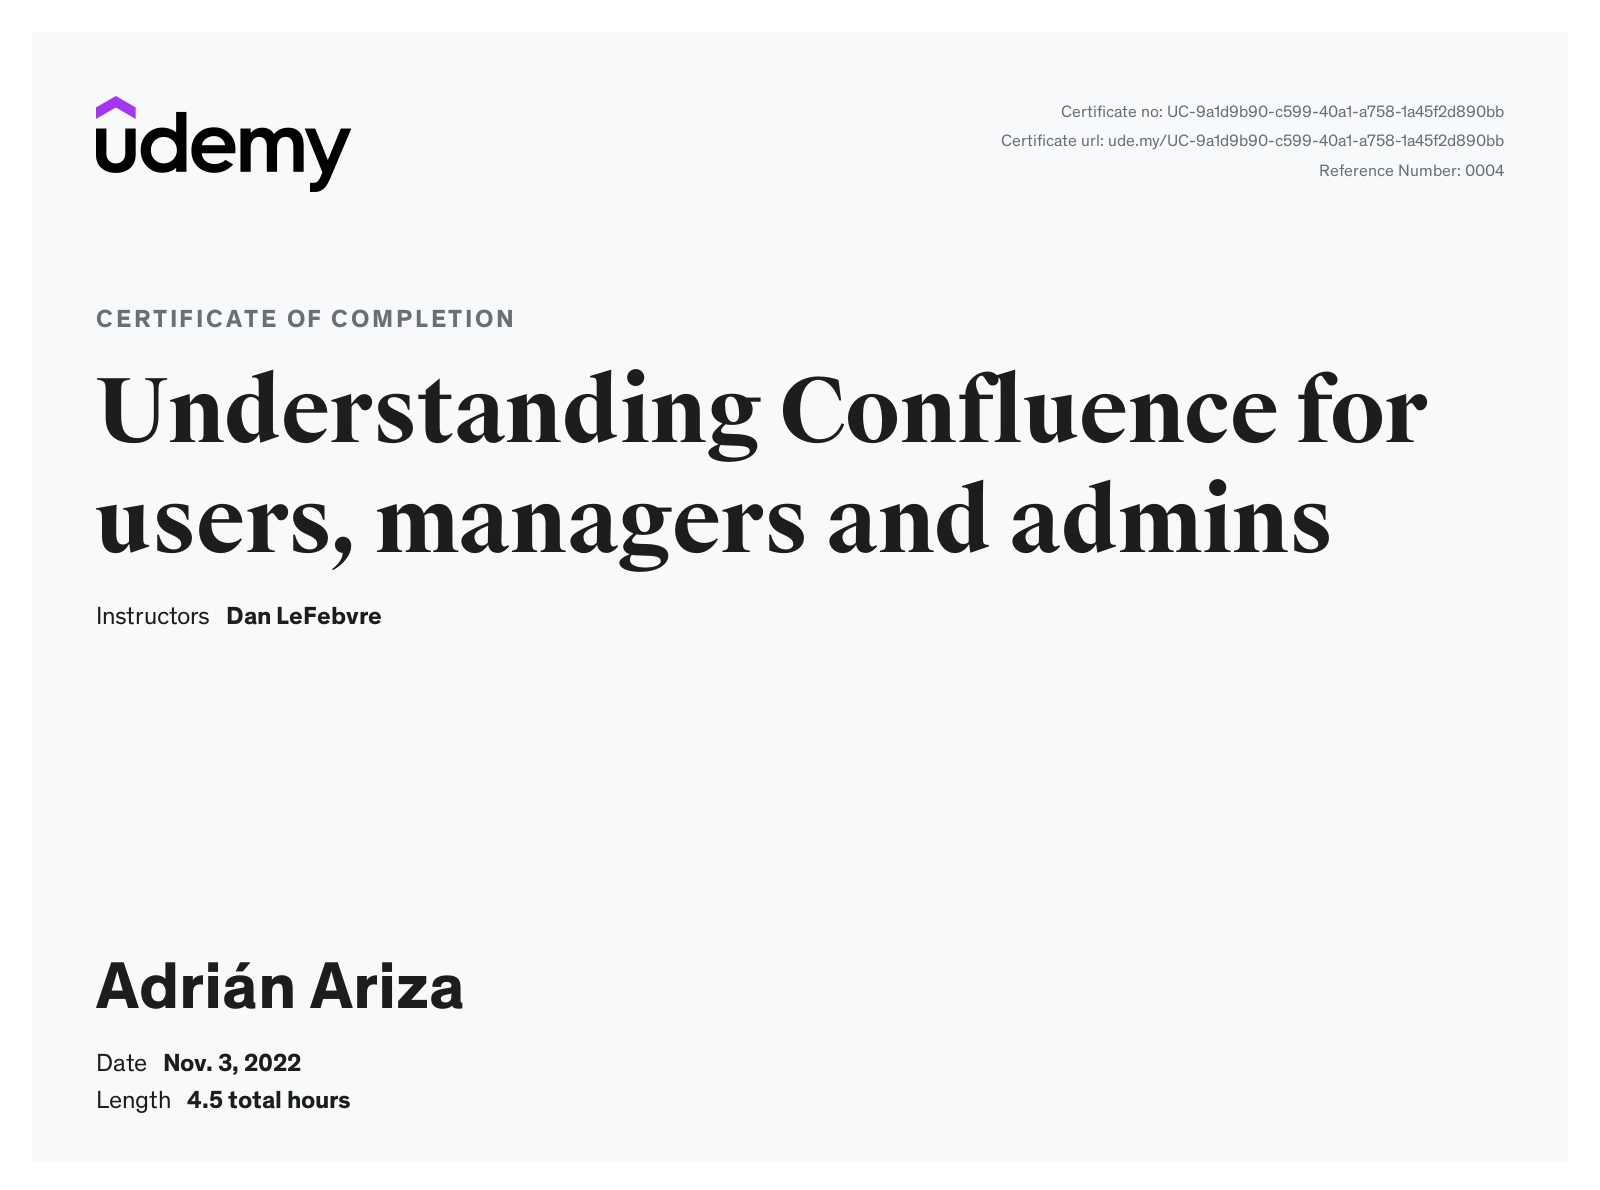 udemy
Certificate no: UC-9a1d9b90-c599-40a1-a758-1a45f2d890bb
Certificate url: ude.my/UC-9a1d9b90-c599-40a1-a758-1a45f2d890bb
Reference Number: 0004
CERTIFICATE OF COMPLETION
Understanding Confluence for
users, managers and admins
Instructors Dan LeFebvre
Adrián Ariza
Date Nov. 3, 2022
Length 4.5 total hours